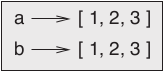 a ⟶ [ 1, 2, 3 ]
b ⟶ [ 1, 2, 3 ]